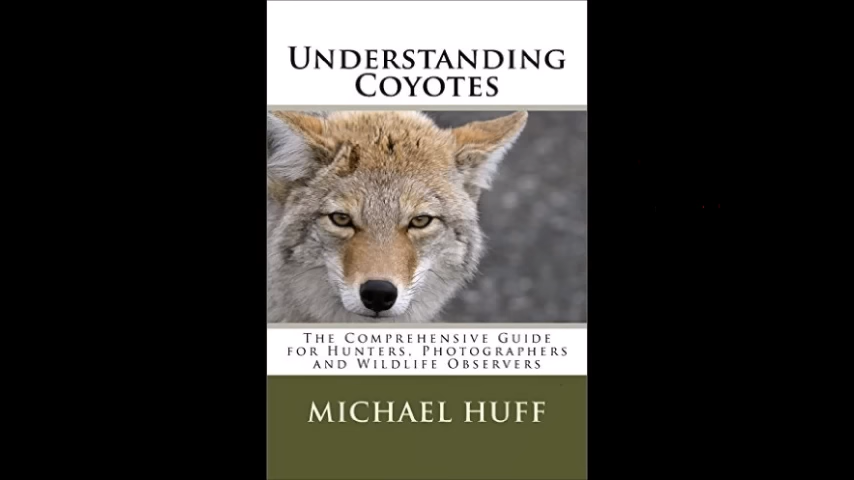 UNDERSTANDING
COYOTES
THE COMPREHENSIVE GUIDE
FOR HUNTERS, PHOTOGRAPHERS
AND WILDLIFE OBSERVERS
MICHAEL HUFF